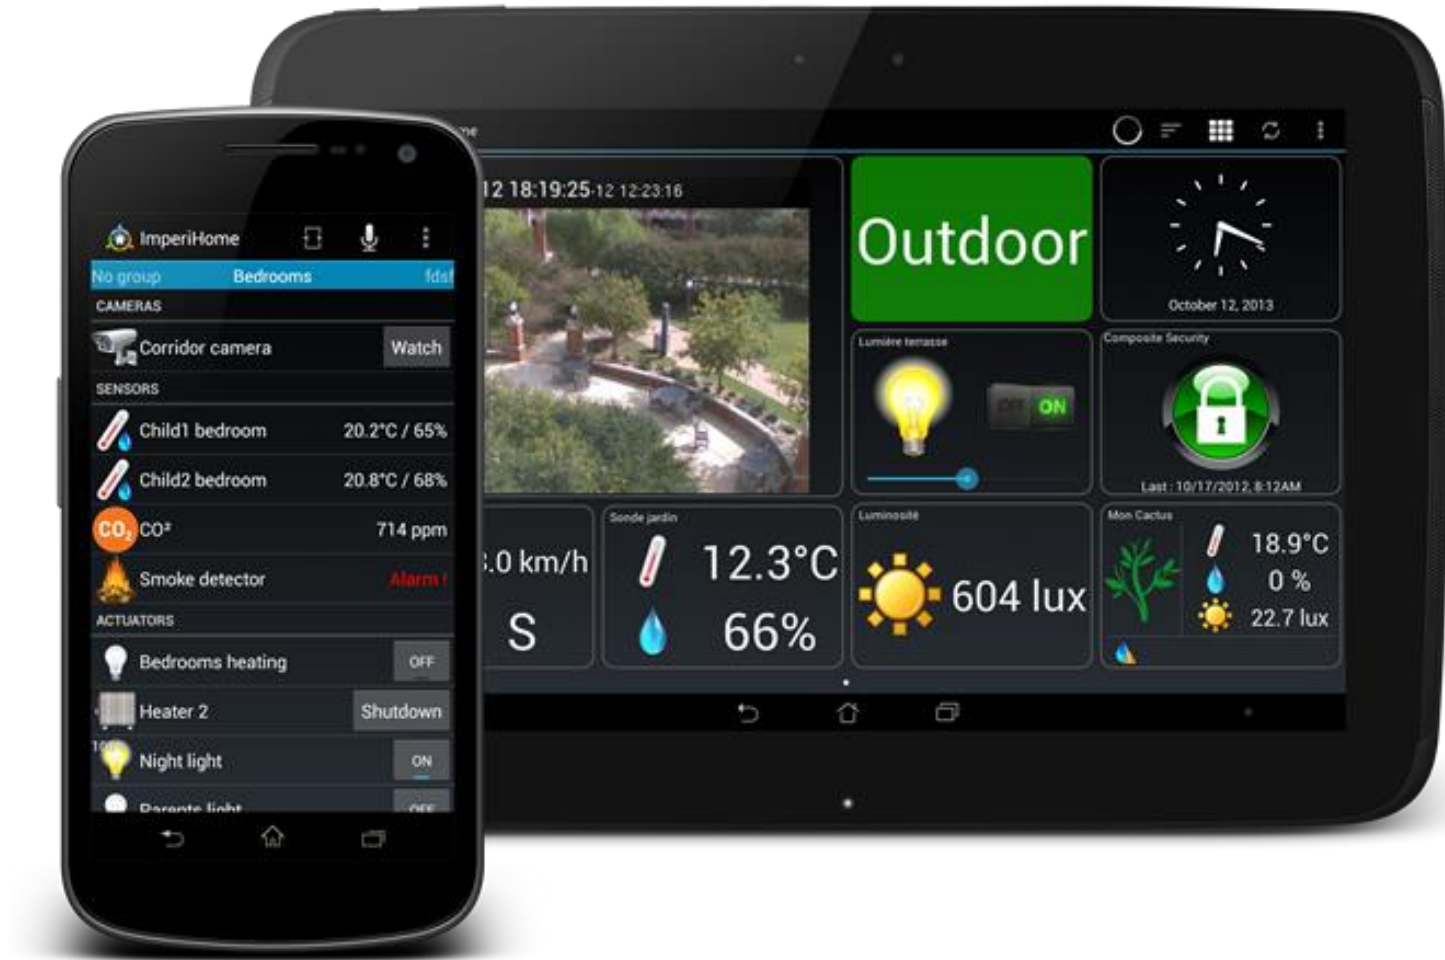 ImperiHome
No group Bedrooms fdsf
CAMERAS
Corridor camera Watch
SENSORS
Child1 bedroom 20.2°C / 65%
Child2 bedroom 20.8°C / 68%
CO₂ CO² 714 ppm
Smoke detector Alarm !
ACTUATORS
Bedrooms heating OFF
Heater 2 Shutdown
Night light ON
Parents light OFF
me
12 18:19:25-12 12:23:16
Outdoor
October 12, 2013
Lumière terrasse
OFF ON
Composite Security
Last : 10/17/2012, 8:12AM
.0 km/h
S
Sonde jardin
12.3°C
66%
Luminosité
604 lux
Mon Cactus
18.9°C
0 %
22.7 lux